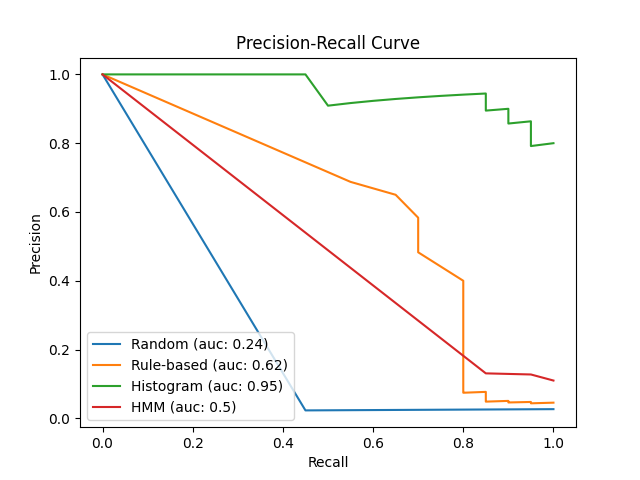 Precision-Recall Curve
Precision
1.0
0.8
0.6
0.4
0.2
0.0
Random (auc: 0.24)
Rule-based (auc: 0.62)
Histogram (auc: 0.95)
HMM (auc: 0.5)
0.0 0.2 0.4 0.6 0.8 1.0
Recall